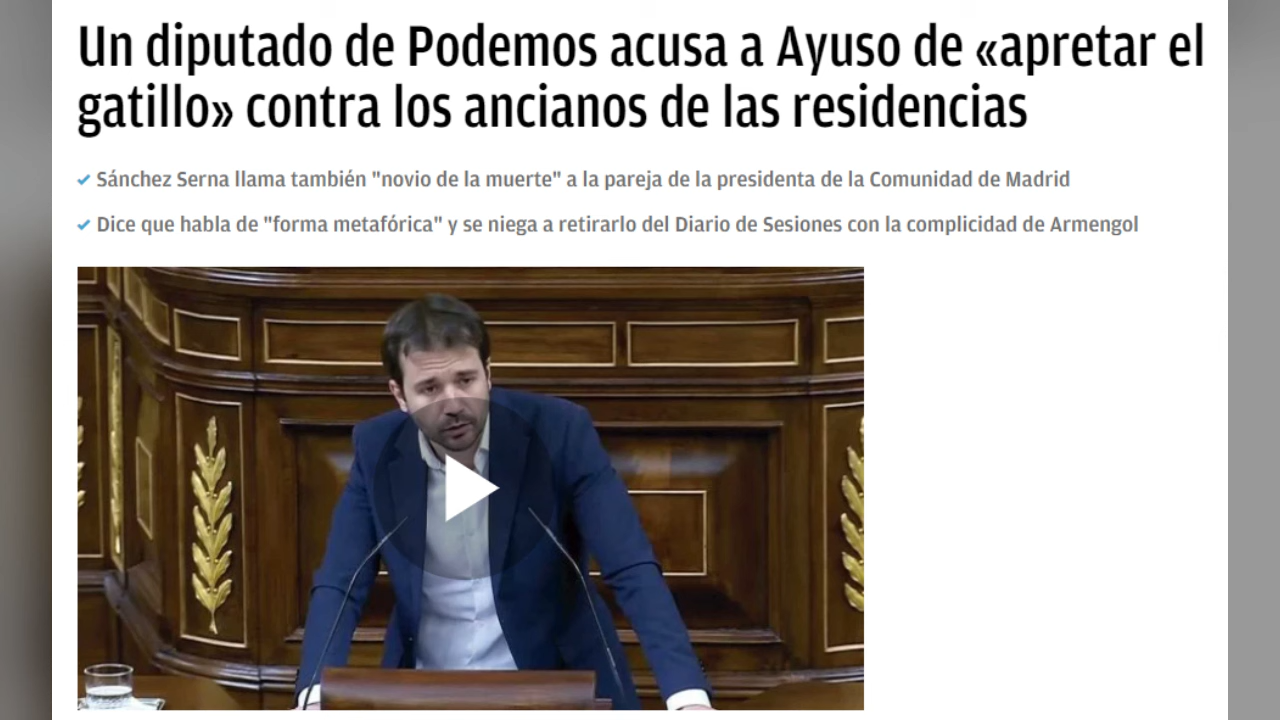 Un diputado de Podemos acusa a Ayuso de «apretar el
gatillo» contra los ancianos de las residencias
Sánchez Serna llama también "novio de la muerte" a la pareja de la presidenta de la Comunidad de Madrid
Dice que habla de "forma metafórica" y se niega a retirarlo del Diario de Sesiones con la complicidad de Armengol